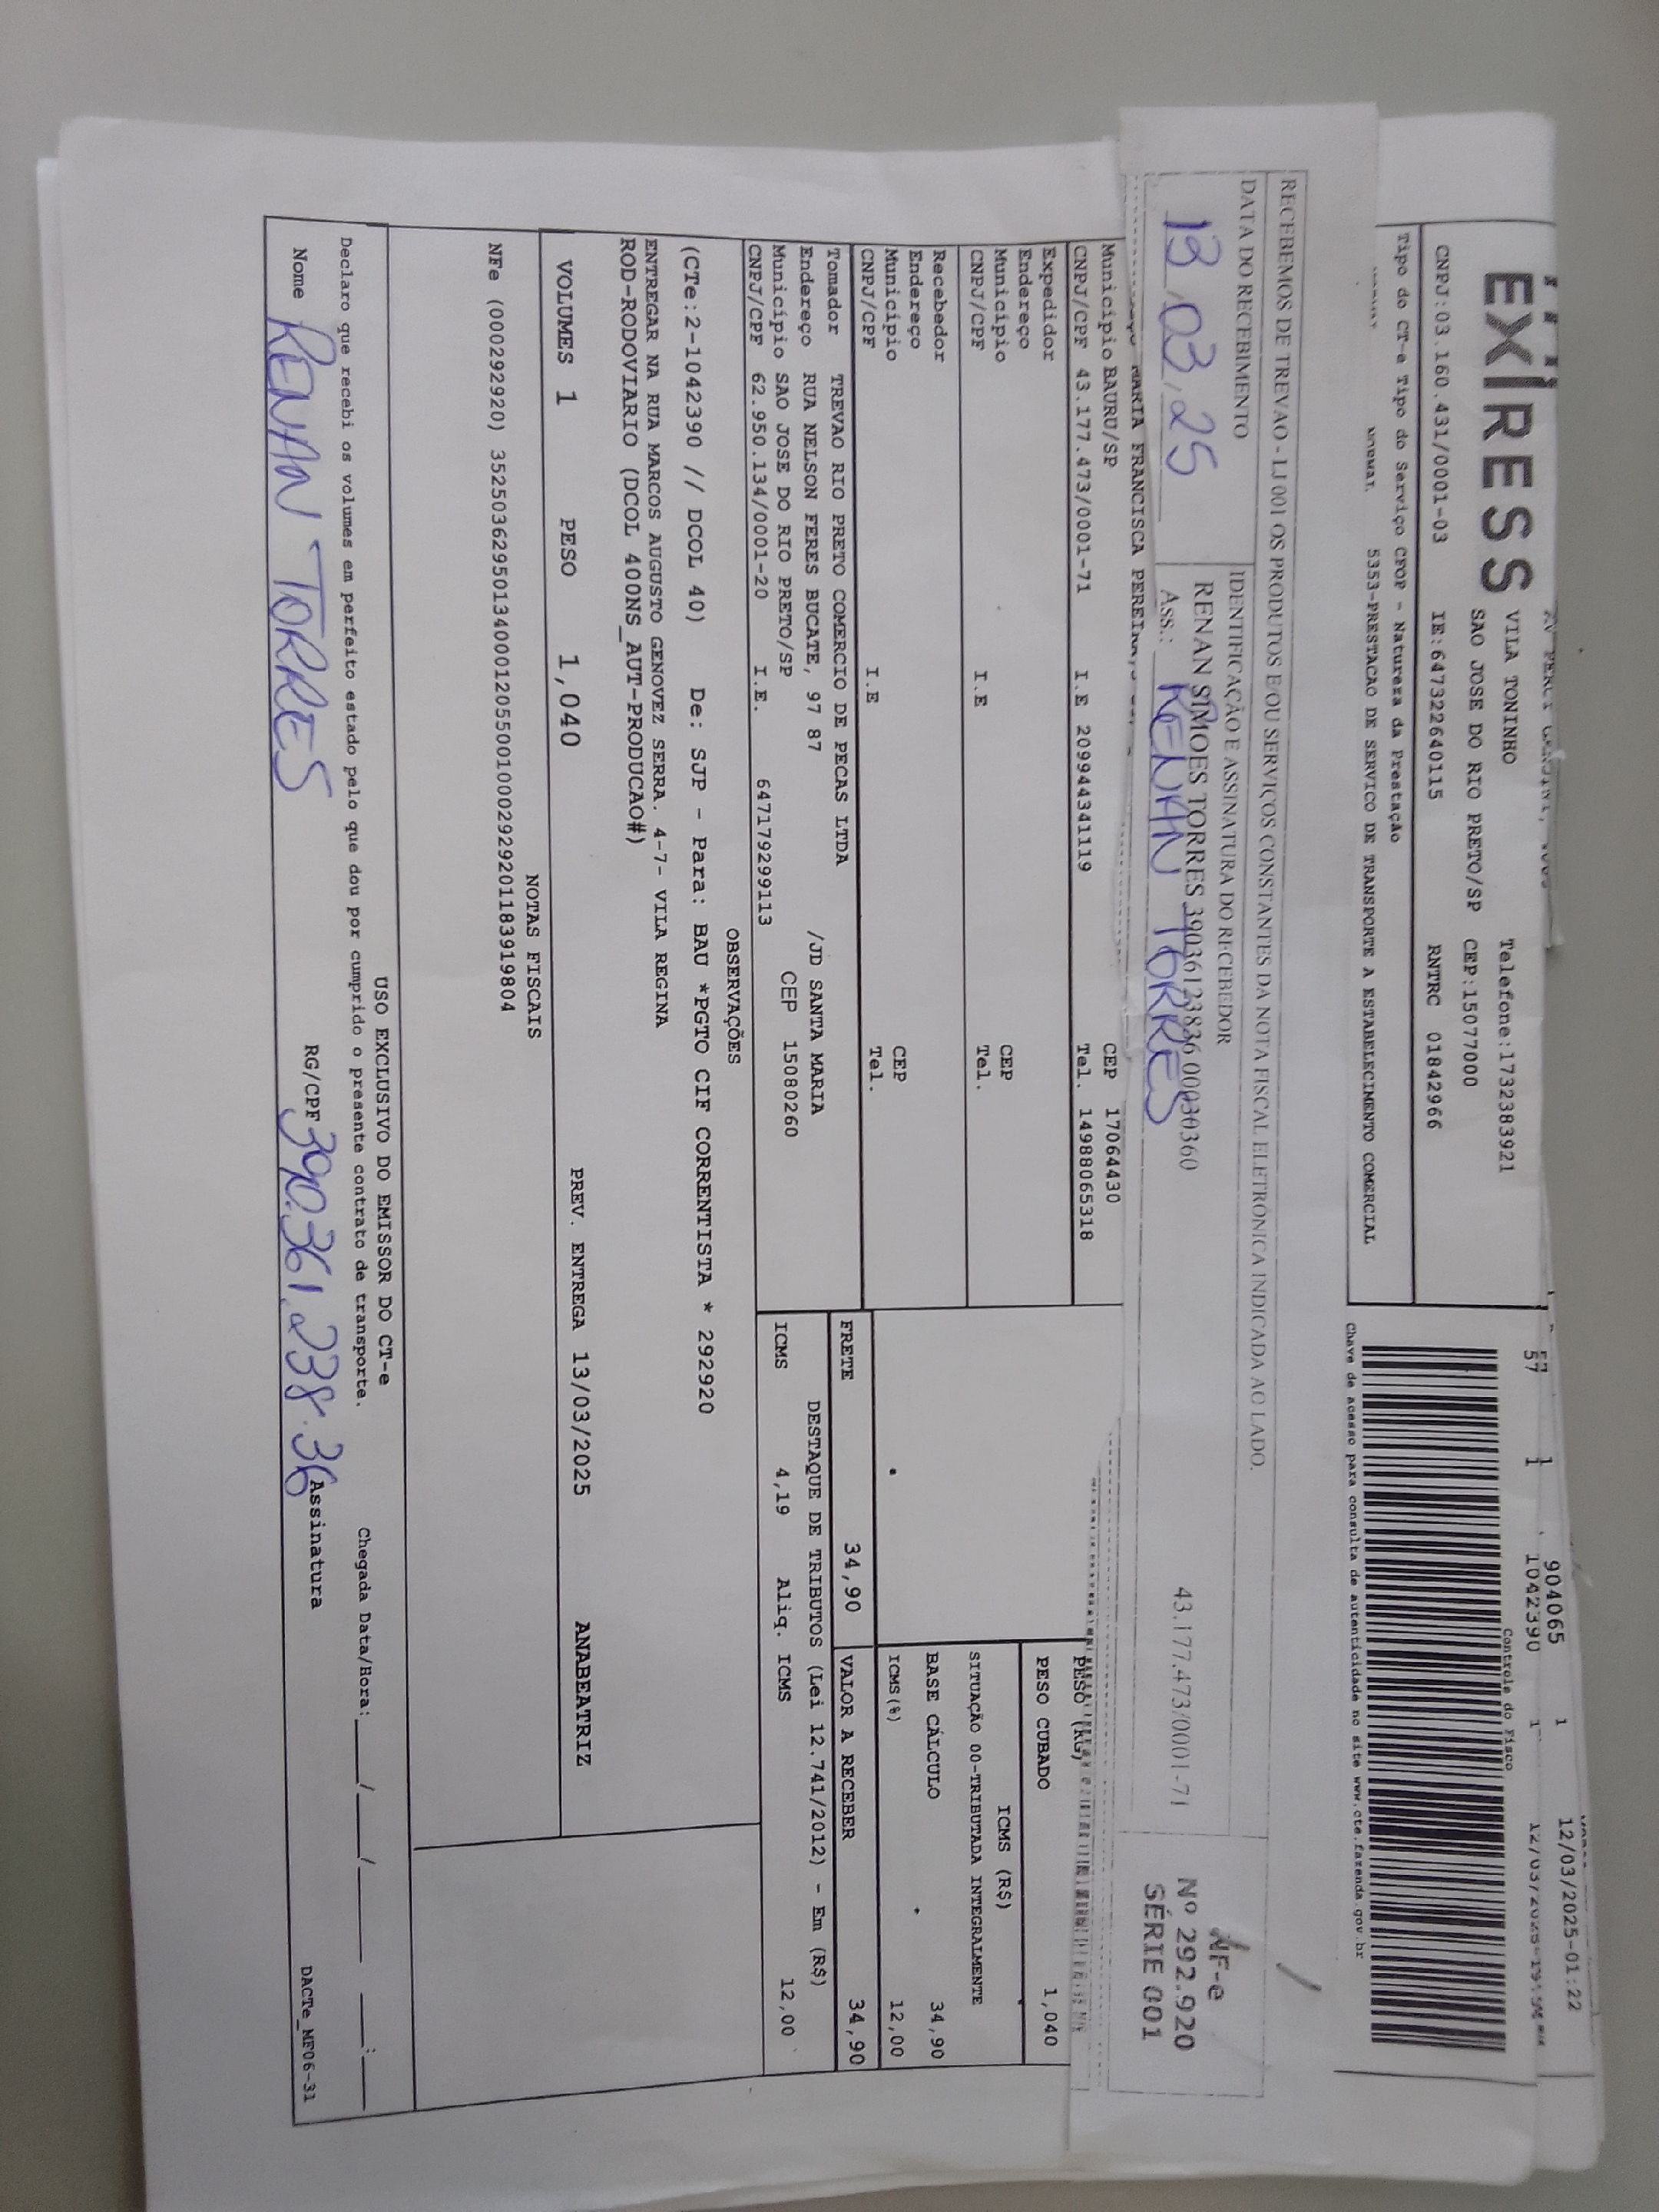 904065 1 12/03/2025-01:22
57 1 1042390 1
EXPRESS
VILA TONINHO Telefone:1732383921
SAO JOSE DO RIO PRETO/SP CEP:15077000
CNPJ:03.160.431/0001-03 IE:647322640115 RNTRC 01842966
Controle do Fisco
Chave de acesso para consulta de autenticidade no site www.cte.fazenda.gov.br
Tipo do CT-e Tipo do Serviço CFOP - Natureza da Prestação
NORMAL 5353-PRESTACAO DE SERVICO DE TRANSPORTE A ESTABELECIMENTO COMERCIAL
RECEBEMOS DE TREVAO - LJ 001 OS PRODUTOS E/OU SERVIÇOS CONSTANTES DA NOTA FISCAL ELETRÔNICA INDICADA AO LADO.
DATA DO RECEBIMENTO
IDENTIFICAÇÃO E ASSINATURA DO RECEBEDOR
RENAN SIMOES TORRES 39036123836 00030360 43.177.473/0001-71
13/03/25
Ass.: RENAN TORRES
NF-e
Nº 292.920
SÉRIE 001
MARIA FRANCISCA
Município BAURU/SP CEP 17064430
CNPJ/CPF 43.177.473/0001-71 I.E 209944341119 Tel. 14988065318
Expedidor
Endereço
Município CEP
CNPJ/CPF I.E Tel.
Recebedor
Endereço
Município CEP
CNPJ/CPF I.E Tel.
PESO (KG)
PESO CUBADO 1,040
ICMS (R$)
SITUAÇÃO 00-TRIBUTADA INTEGRALMENTE
BASE CÁLCULO 34,90
ICMS(%) 12,00
Tomador TREVAO RIO PRETO COMERCIO DE PECAS LTDA
Endereço RUA NELSON FERES BUCATE, 97 87 /JD SANTA MARIA
Município SAO JOSE DO RIO PRETO/SP CEP 15080260
CNPJ/CPF 62.950.134/0001-20 I.E. 647179299113
FRETE 34,90 VALOR A RECEBER 34,90
DESTAQUE DE TRIBUTOS (Lei 12.741/2012) - Em (R$)
ICMS 4,19 Aliq. ICMS 12,00
OBSERVAÇÕES
(CTe:2-1042390 // DCOL 40) De: SJP - Para: BAU *PGTO CIF CORRENTISTA * 292920
ENTREGAR NA RUA MARCOS AUGUSTO GENOVEZ SERRA. 4-7- VILA REGINA
ROD-RODOVIARIO (DCOL 400NS_AUT-PRODUCAO#)
VOLUMES 1 PESO 1,040 PREV. ENTREGA 13/03/2025 ANABEATRIZ
NOTAS FISCAIS
NFe (000292920) 35250362950134000120550010002929201183919804
USO EXCLUSIVO DO EMISSOR DO CT-e
Declaro que recebi os volumes em perfeito estado pelo que dou por cumprido o presente contrato de transporte. Chegada Data/Hora:___/___/_____ __:__
Nome RENAN TORRES RG/CPF 390.361.238.36 Assinatura DACTe_MF06-31